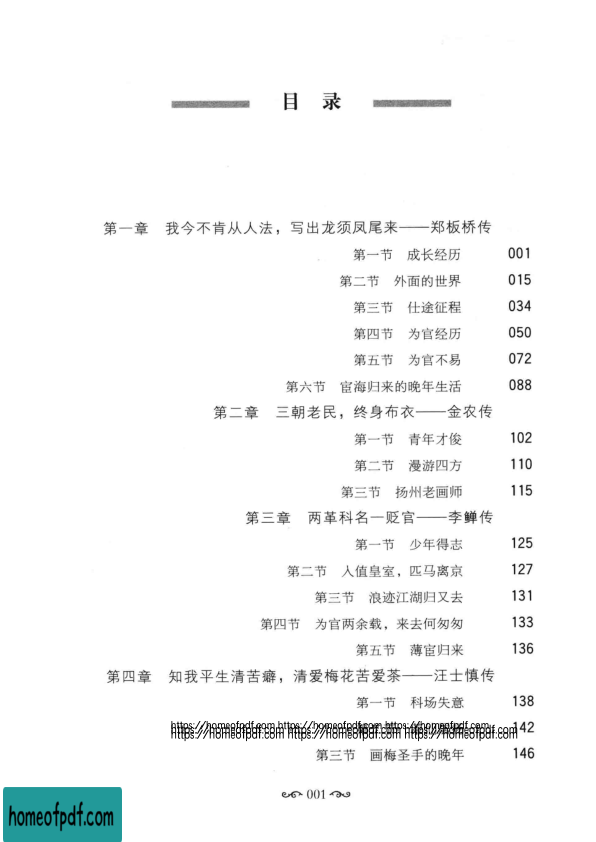 目 录
第一章 我今不肯从人法，写出龙须凤尾来——郑板桥传
第一节 成长经历 001
第二节 外面的世界 015
第三节 仕途征程 034
第四节 为官经历 050
第五节 为官不易 072
第六节 宦海归来的晚年生活 088
第二章 三朝老民，终身布衣——金农传
第一节 青年才俊 102
第二节 漫游四方 110
第三节 扬州老画师 115
第三章 两革科名一贬官——李鱓传
第一节 少年得志 125
第二节 入值皇室，匹马离京 127
第三节 浪迹江湖归又去 131
第四节 为官两余载，来去何匆匆 133
第五节 薄宦归来 136
第四章 知我平生清苦癖，清爱梅花苦爱茶——汪士慎传
第一节 科场失意 138
https://homeofpdf.com https://homeofpdf.com https://homeofpdf.com 142
https://homeofpdf.com https://homeofpdf.com https://homeofpdf.com
第三节 画梅圣手的晚年 146
001
homeofpdf.com